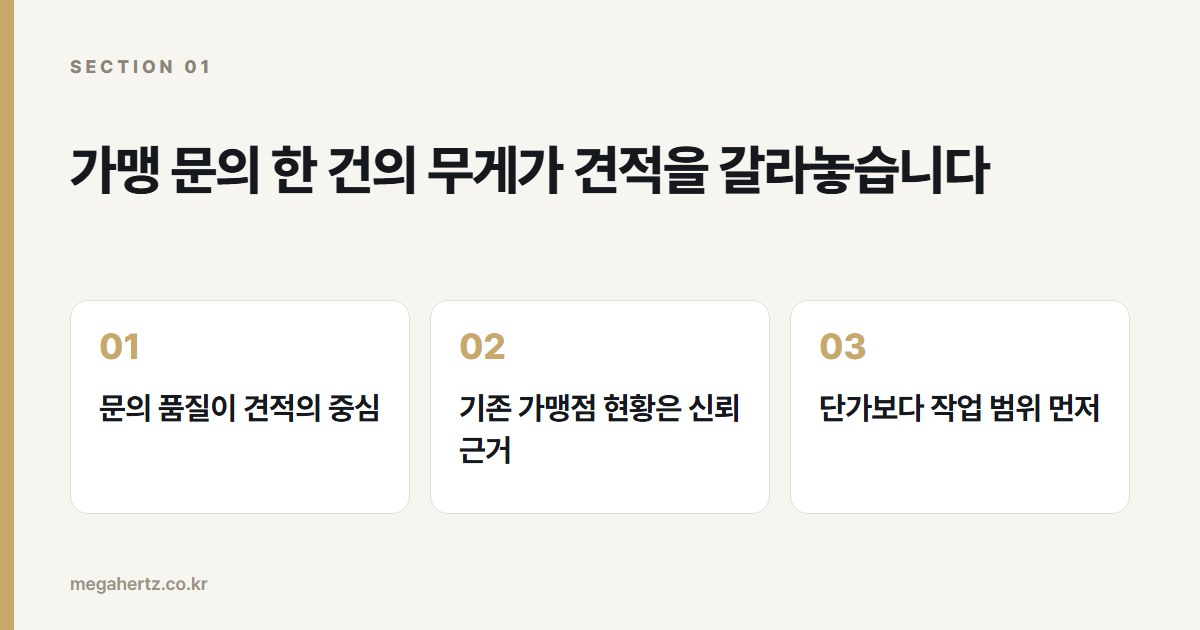 SECTION 01
가맹 문의 한 건의 무게가 견적을 갈라놓습니다
01
문의 품질이 견적의 중심
02
기존 가맹점 현황은 신뢰
근거
03
단가보다 작업 범위 먼저
megahertz.co.kr